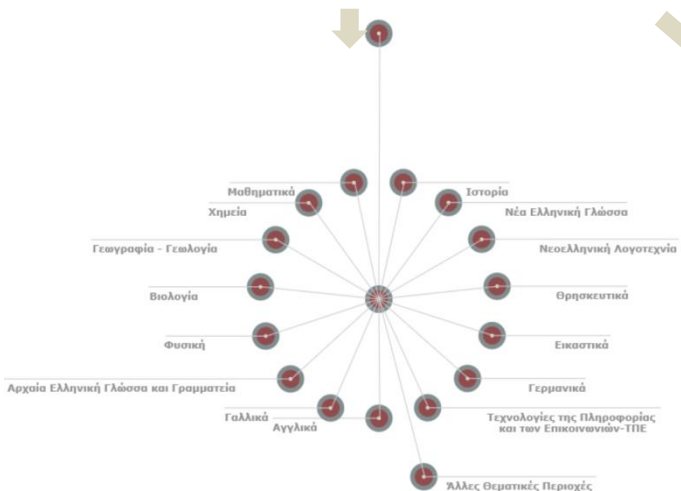 Μαθηματικά
Ιστορία
Χημεία
Νέα Ελληνική Γλώσσα
Γεωγραφία - Γεωλογία
Νεοελληνική Λογοτεχνία
Βιολογία
Θρησκευτικά
Φυσική
Εικαστικά
Αρχαία Ελληνική Γλώσσα και Γραμματεία
Γερμανικά
Γαλλικά
Τεχνολογίες της Πληροφορίας
και των Επικοινωνιών-ΤΠΕ
Αγγλικά
Άλλες Θεματικές Περιοχές